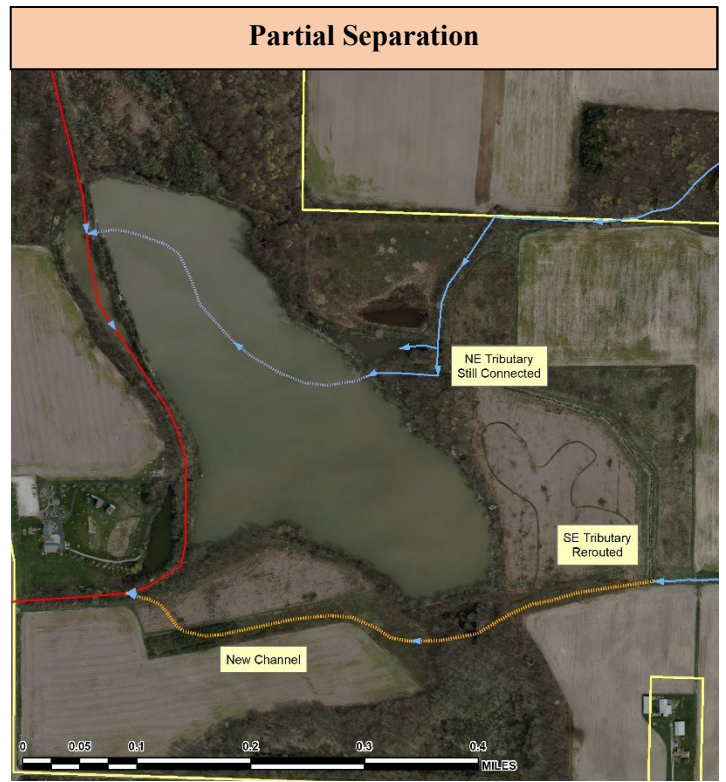 Partial Separation
NE Tributary
Still Connected
SE Tributary
Rerouted
New Channel
0 0.05 0.1 0.2 0.3 0.4
MILES